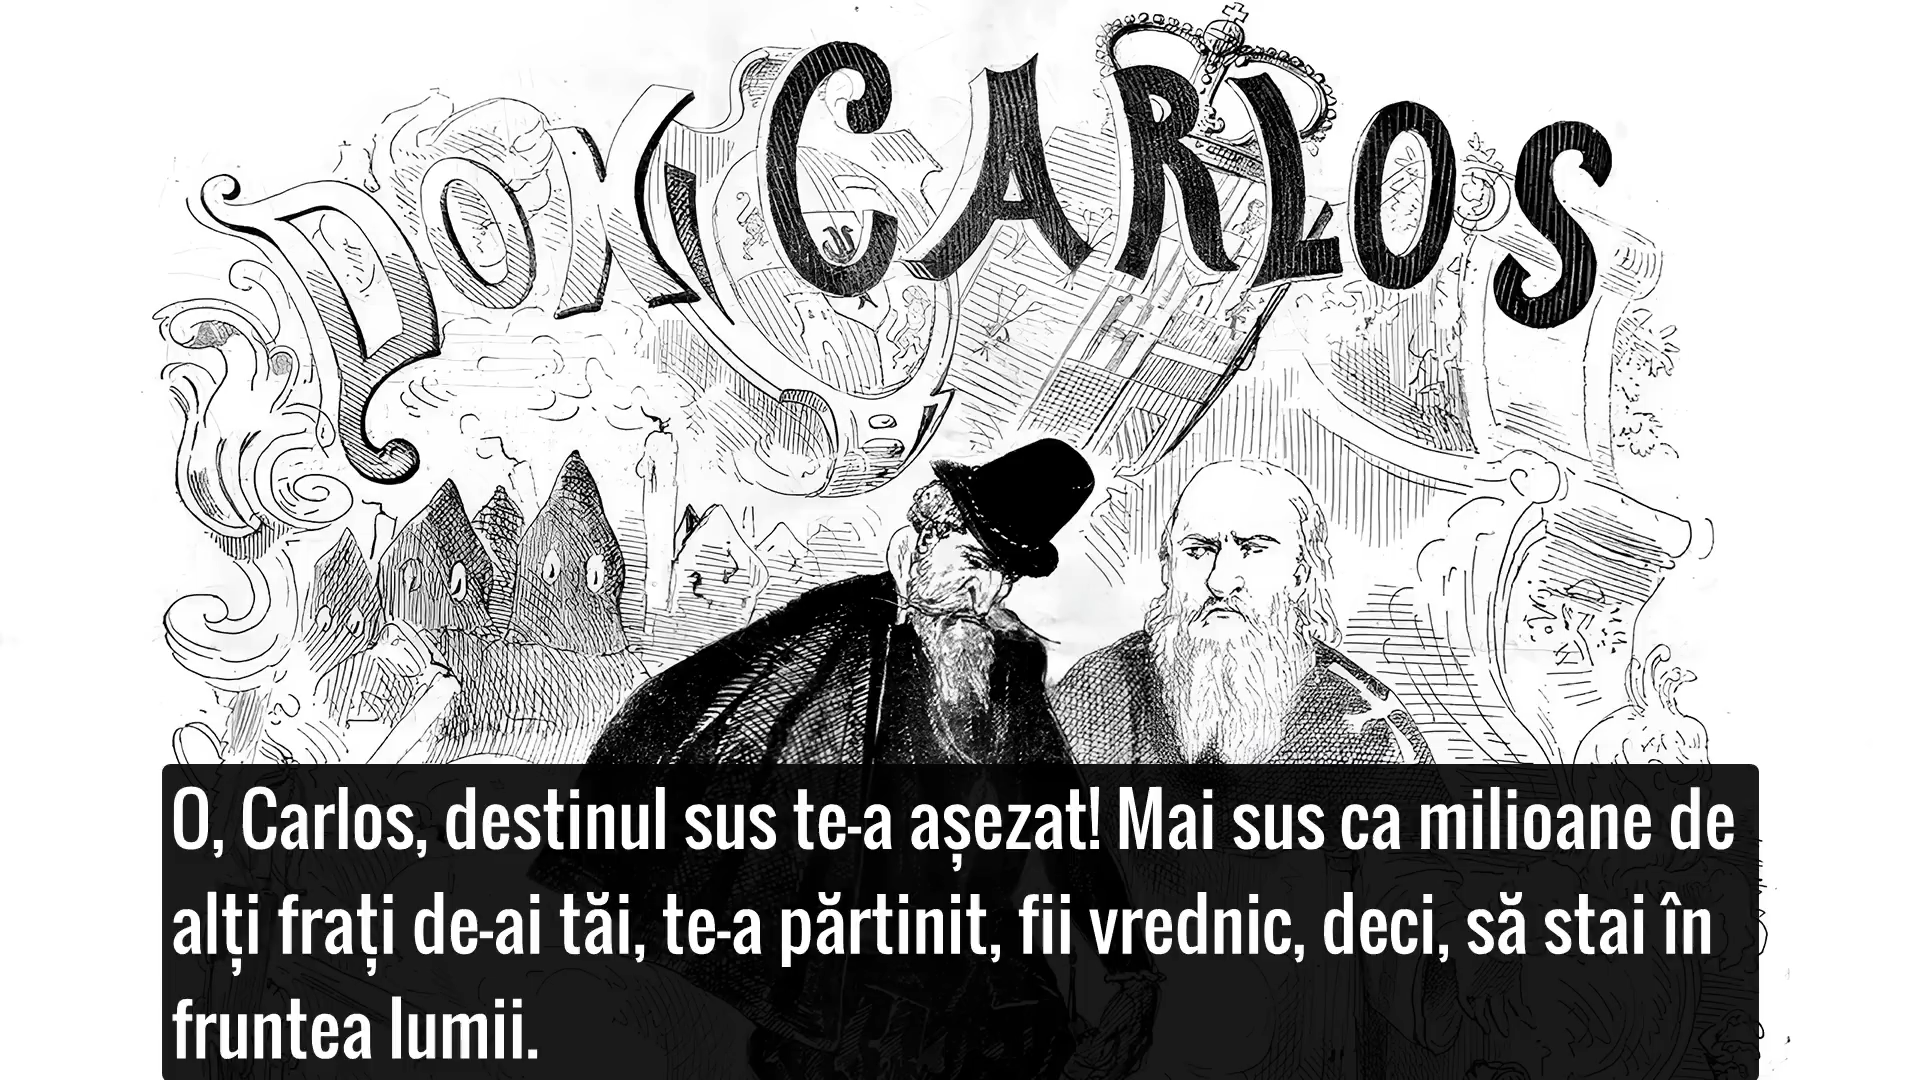 DON CARLOS
O, Carlos, destinul sus te-a așezat! Mai sus ca milioane de
alți frați de-ai tăi, te-a părtinit, fii vrednic, deci, să stai în
fruntea lumii.